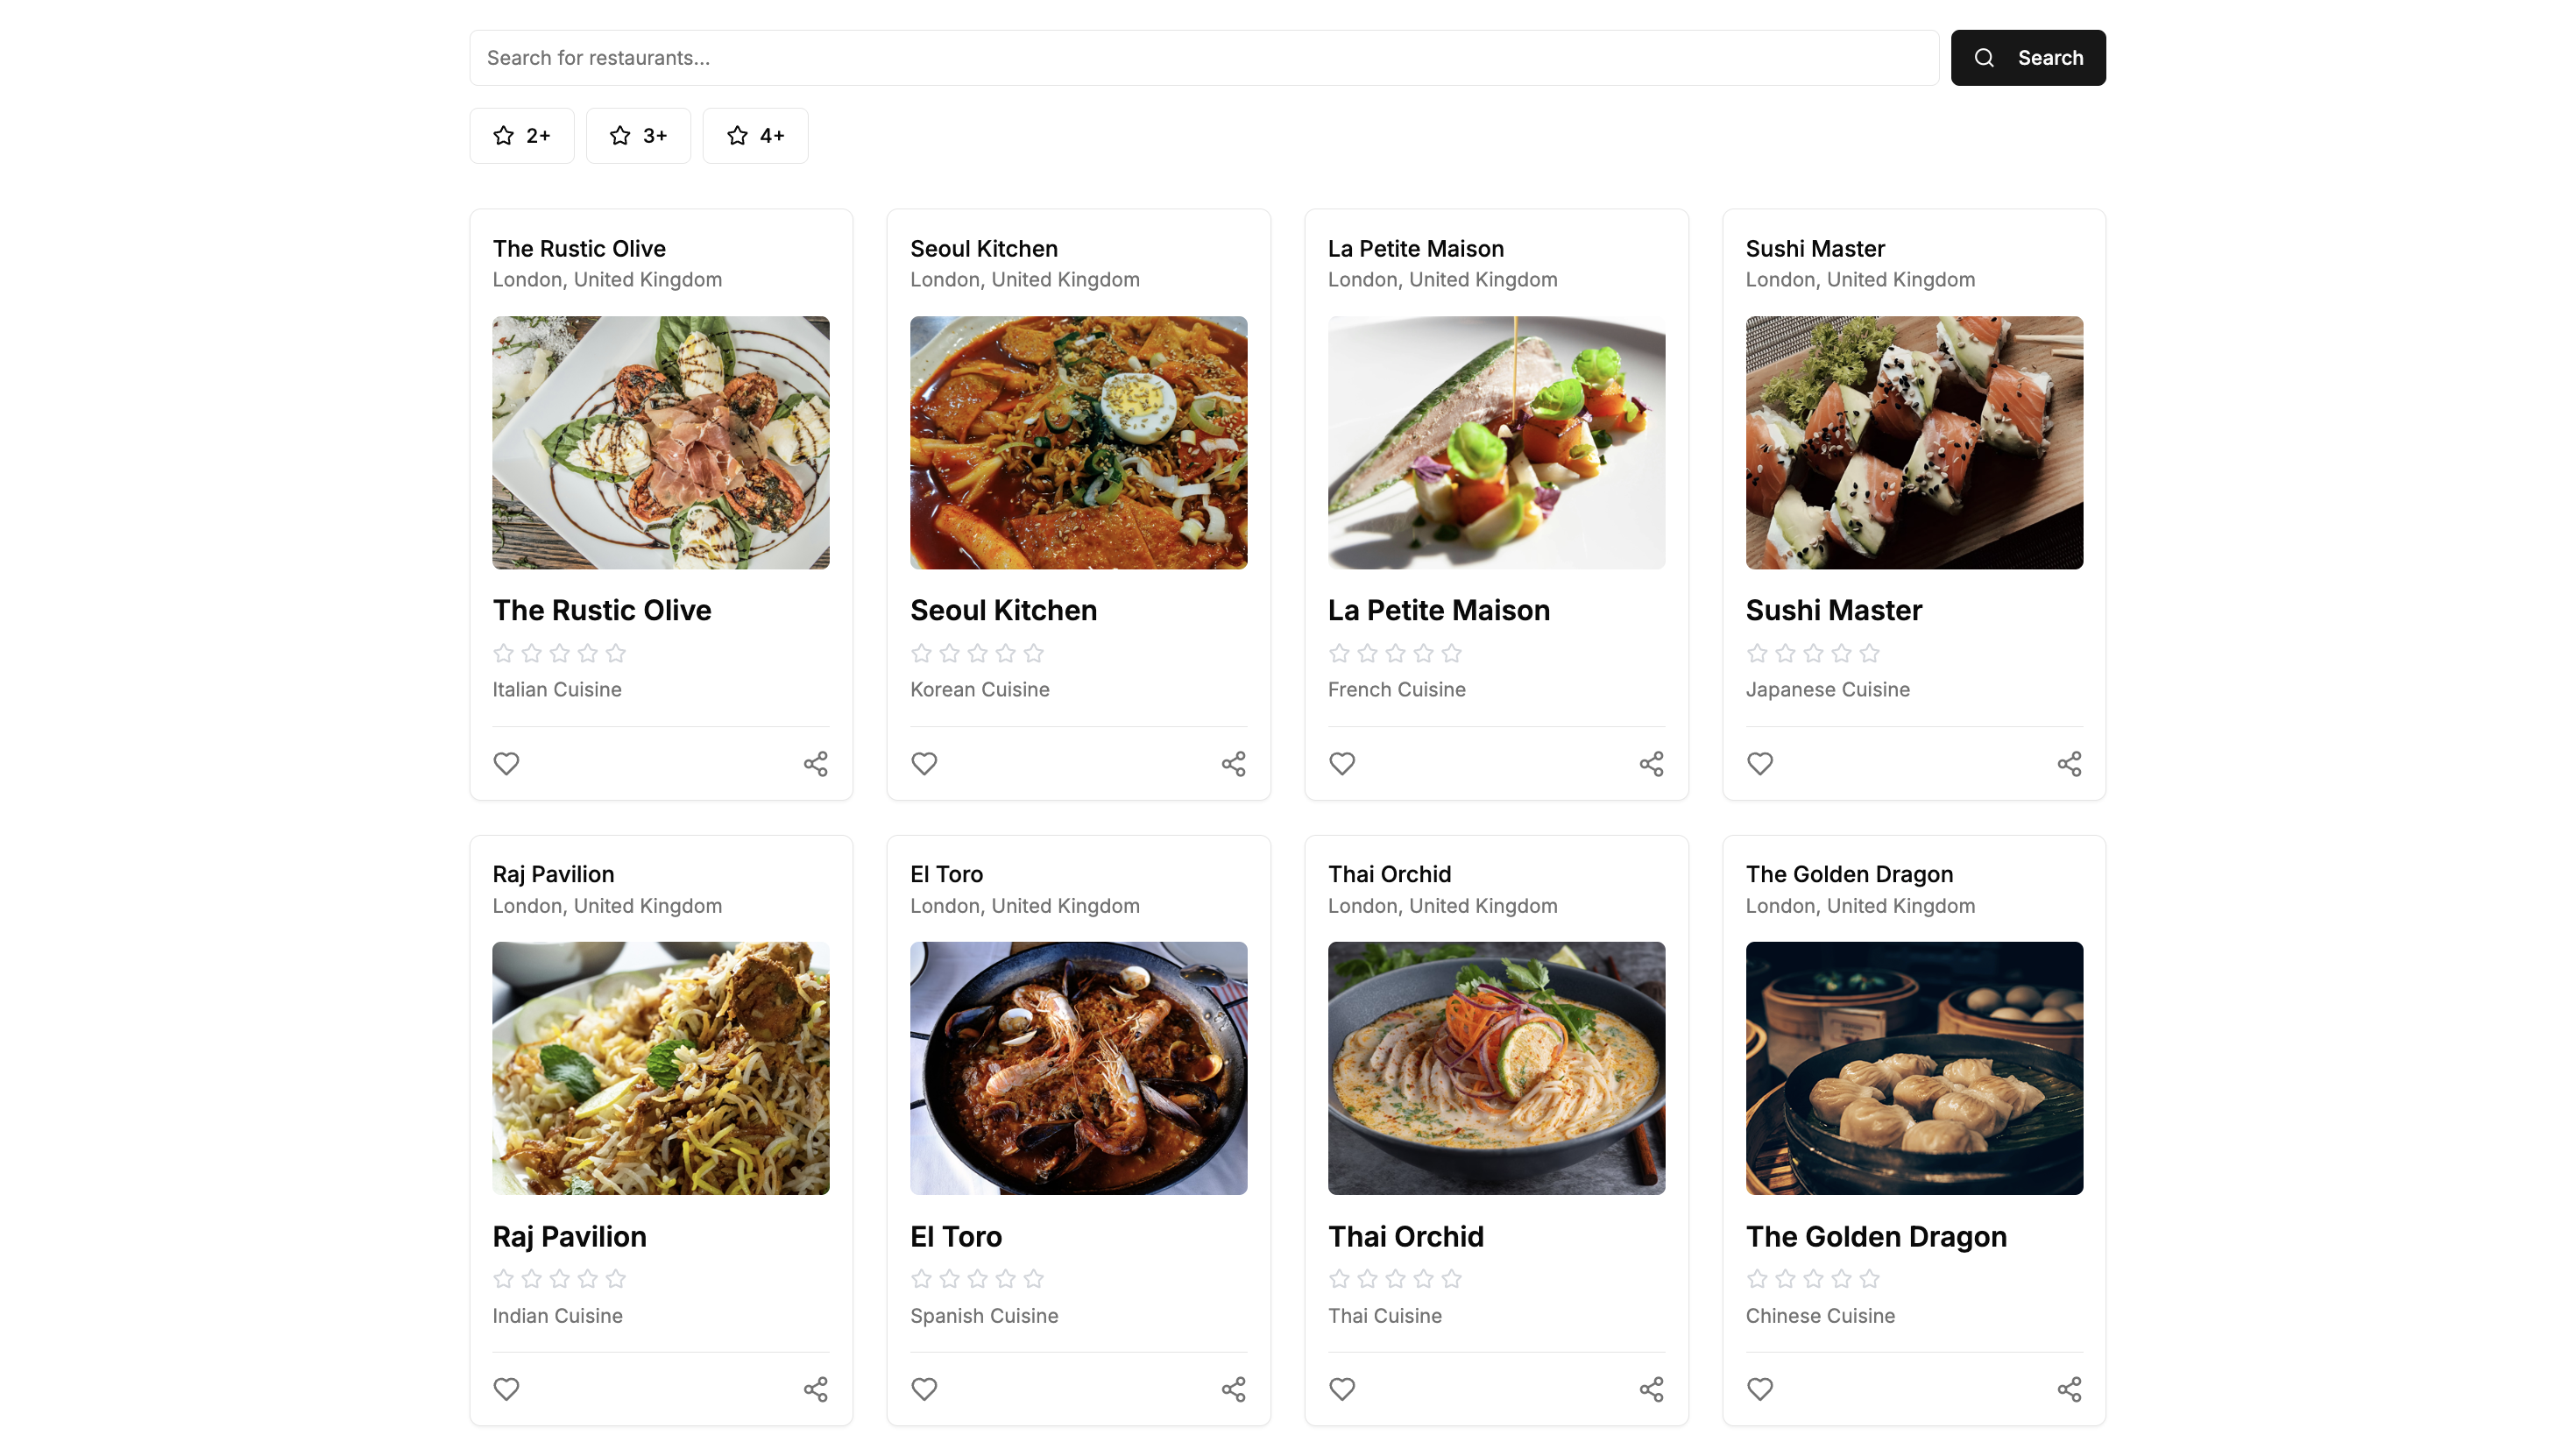 Search for restaurants...
Search
2+
3+
4+
The Rustic Olive
London, United Kingdom
The Rustic Olive
Italian Cuisine
Seoul Kitchen
London, United Kingdom
Seoul Kitchen
Korean Cuisine
La Petite Maison
London, United Kingdom
La Petite Maison
French Cuisine
Sushi Master
London, United Kingdom
Sushi Master
Japanese Cuisine
Raj Pavilion
London, United Kingdom
Raj Pavilion
Indian Cuisine
El Toro
London, United Kingdom
El Toro
Spanish Cuisine
Thai Orchid
London, United Kingdom
Thai Orchid
Thai Cuisine
The Golden Dragon
London, United Kingdom
The Golden Dragon
Chinese Cuisine